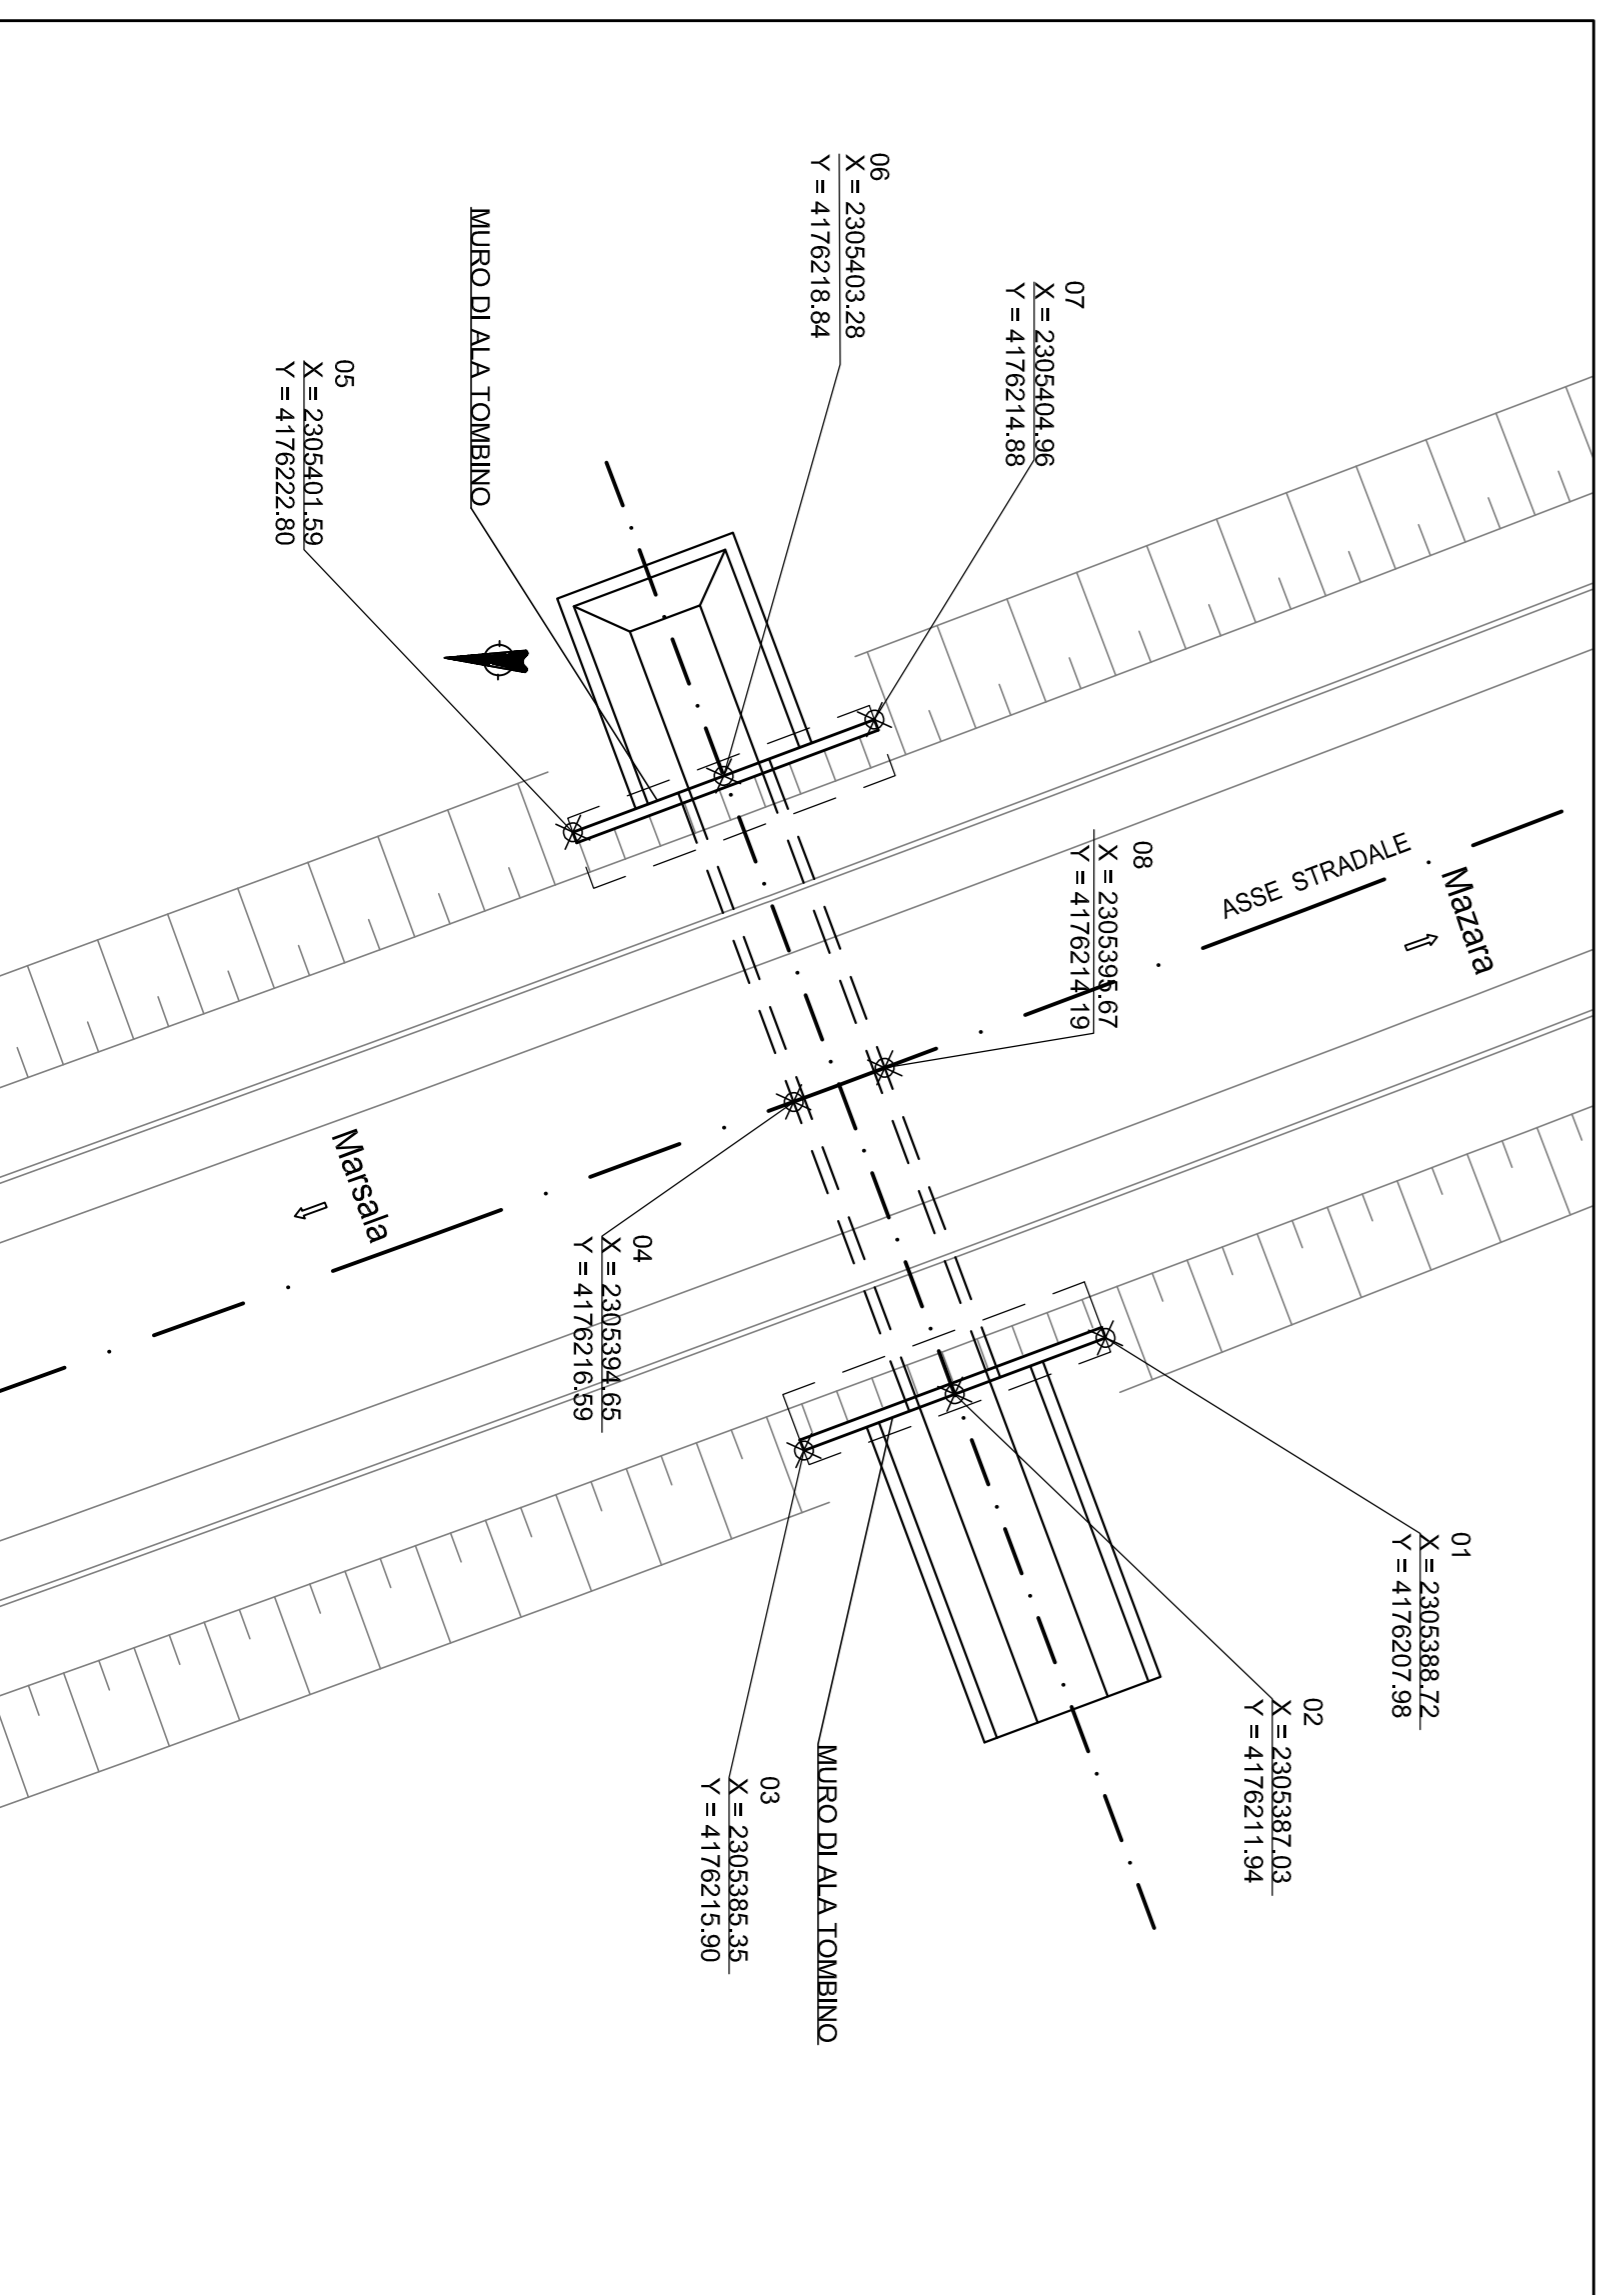 06
X = 2305403.28
Y = 4176218.84
07
X = 2305404.96
Y = 4176214.88
MURO DI ALA TOMBINO
05
X = 2305401.59
Y = 4176222.80
08
X = 2305395.67
Y = 4176214.19
ASSE STRADALE
Mazara
Marsala
04
X = 2305394.65
Y = 4176216.59
01
X = 2305388.72
Y = 4176207.98
02
X = 2305387.03
Y = 4176211.94
03
X = 2305385.35
Y = 4176215.90
MURO DI ALA TOMBINO